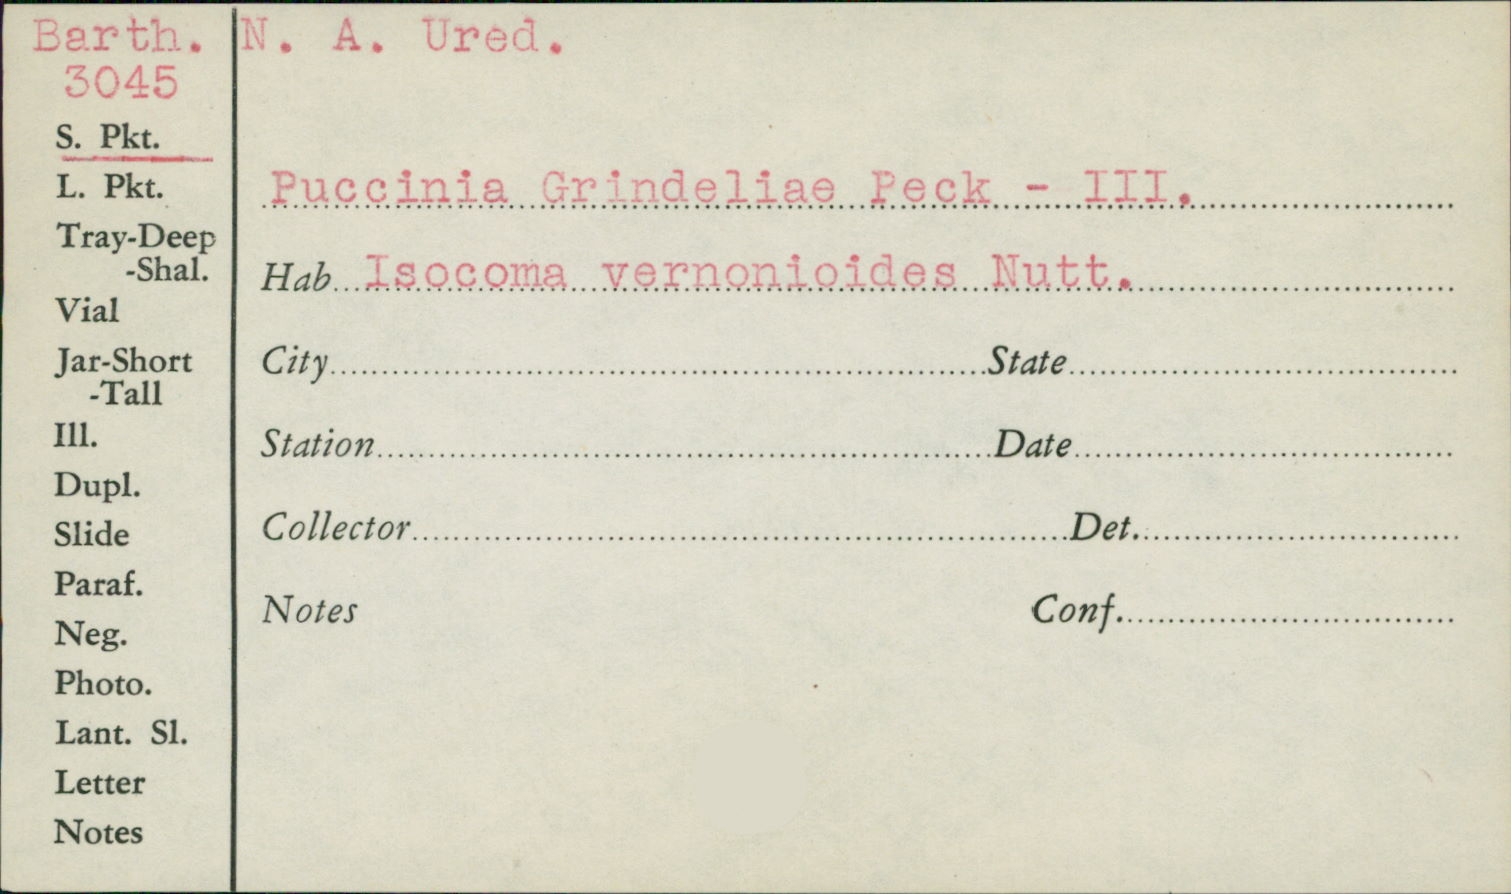 Barth. N. A. Ured.
3045
S. Pkt.
L. Pkt.
Tray-Deep
-Shal.
Vial
Jar-Short
-Tall
Ill.
Dupl.
Slide
Paraf.
Neg.
Photo.
Lant. Sl.
Letter
Notes
Puccinia Grindeliae Peck - III.
Hab Isocoma vernonioides Nutt.
City State
Station Date
Collector Det.
Notes Conf.